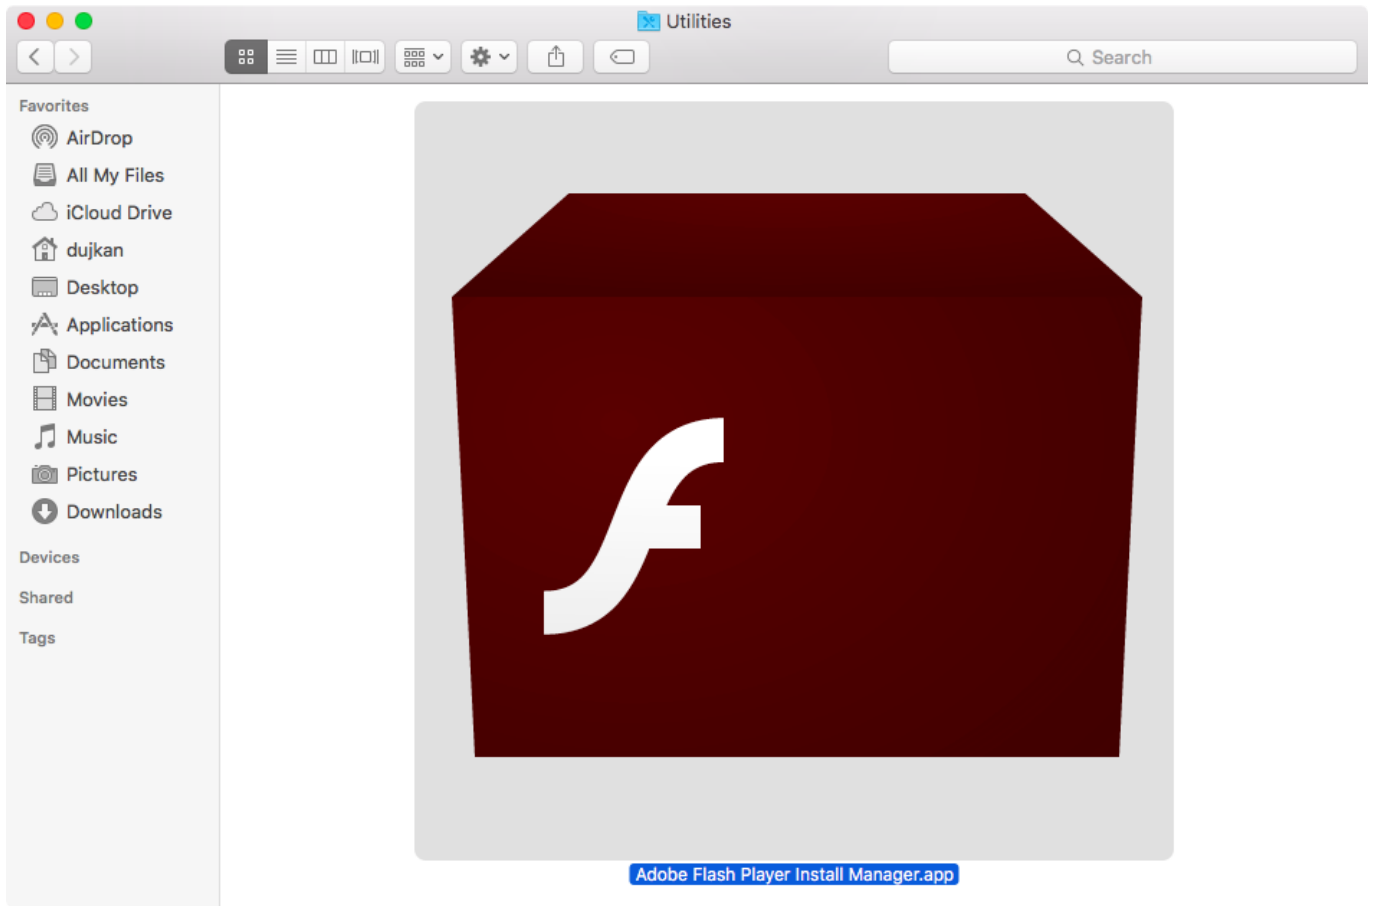 Utilities
Search
Favorites
AirDrop
All My Files
iCloud Drive
dujkan
Desktop
Applications
Documents
Movies
Music
Pictures
Downloads
Devices
Shared
Tags
Adobe Flash Player Install Manager.app